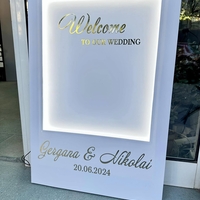 Welcome
TO OUR WEDDING
Gergana & Nikolai
20.06.2024